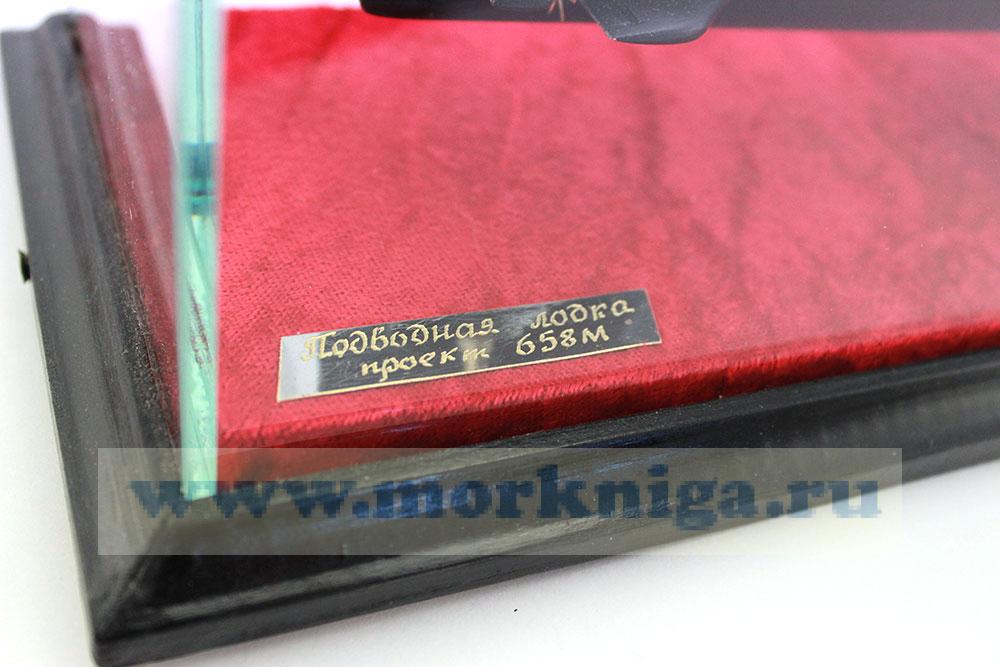 Подводная лодка
проект 658М
www.morkniga.ru